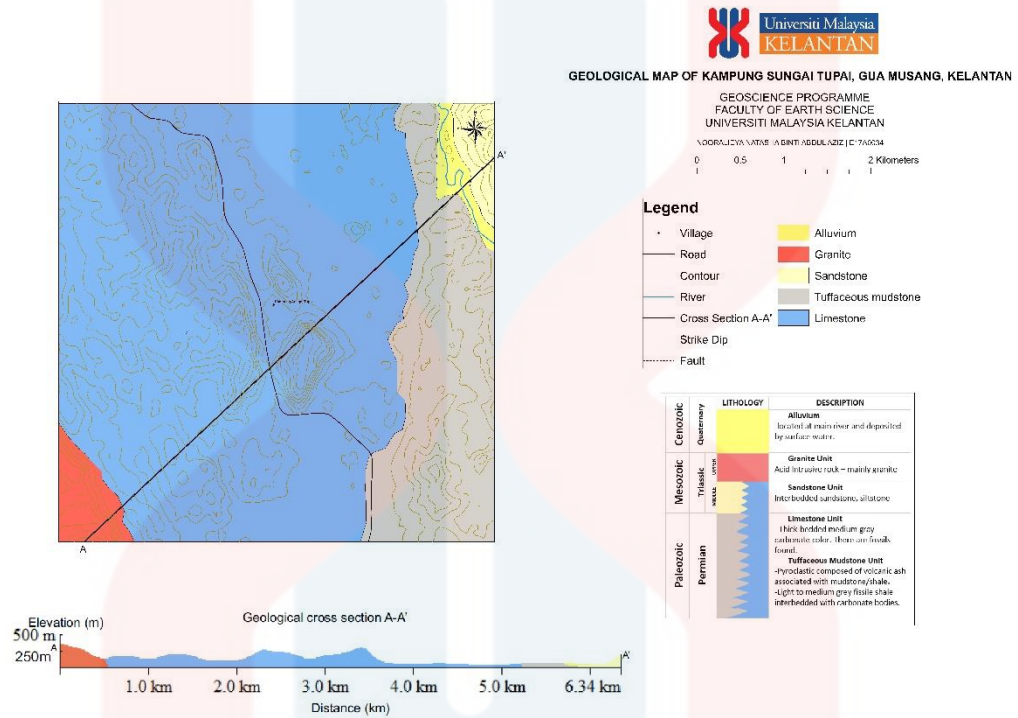 Universiti Malaysia
KELANTAN
GEOLOGICAL MAP OF KAMPUNG SUNGAI TUPAI, GUA MUSANG, KELANTAN
GEOSCIENCE PROGRAMME
FACULTY OF EARTH SCIENCE
UNIVERSITI MALAYSIA KELANTAN
BINTI ABDUL AZIZ |
0 0.5 1 2 Kilometers
Legend
Village
Road
Contour
River
Cross Section A-A'
Strike Dip
Fault
Alluvium
Granite
Sandstone
Tuffaceous mudstone
Limestone
A'
A
LITHOLOGY DESCRIPTION
Cenozoic
Quaternary
Alluvium
located at main river and deposited
by surface water.
Mesozoic
Triassic
UPPER
MIDDLE
Granite Unit
Acid Intrusive rock – mainly granite
Sandstone Unit
Interbedded sandstone, siltstone
Paleozoic
Permian
Limestone Unit
Thick bedded medium gray
carbonate color. There are fossils
found.
Tuffaceous Mudstone Unit
-Pyroclastic composed of volcanic ash
associated with mudstone/shale.
-Light to medium grey fissile shale
interbedded with carbonate bodies.
Geological cross section A-A'
Elevation (m)
500 m
250m
A
A'
1.0 km 2.0 km 3.0 km 4.0 km 5.0 km 6.34 km
Distance (km)